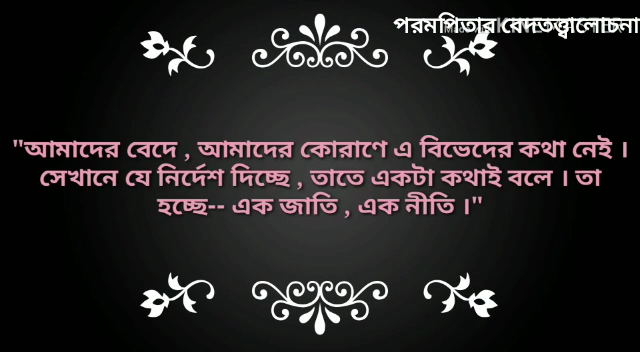 পরমপিতার বেদতত্ত্বালোচনা
"আমাদের বেদে , আমাদের কোরাণে এ বিভেদের কথা নেই ।
সেখানে যে নির্দেশ দিচ্ছে , তাতে একটা কথাই বলে । তা
হচ্ছে-- এক জাতি , এক নীতি ।"